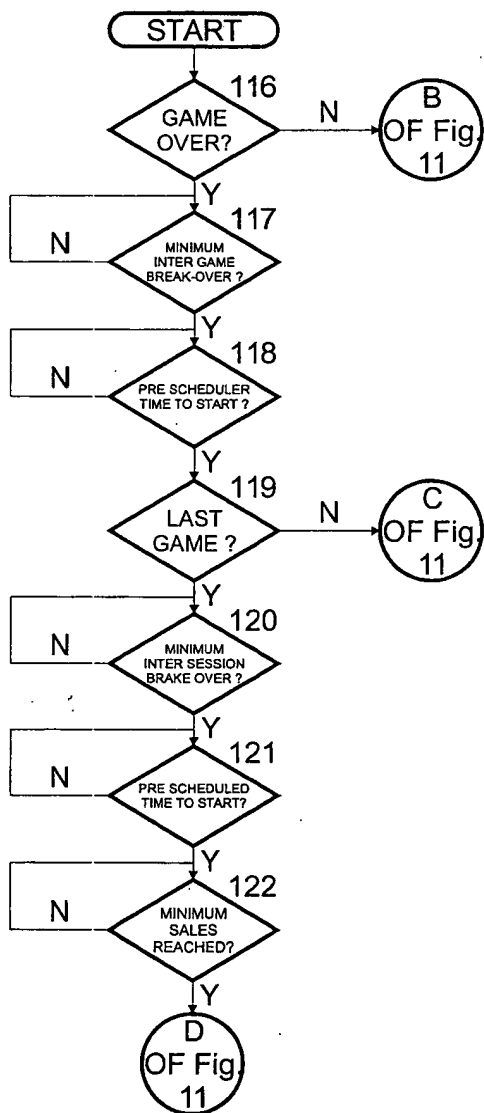 START
116
GAME
OVER?
N
B
OF Fig.
11
Y
117
N
MINIMUM
INTER GAME
BREAK-OVER ?
Y
118
N
PRE SCHEDULER
TIME TO START ?
Y
119
LAST
GAME ?
N
C
OF Fig.
11
Y
120
N
MINIMUM
INTER SESSION
BRAKE OVER ?
Y
121
N
PRE SCHEDULED
TIME TO START?
Y
122
N
MINIMUM
SALES
REACHED?
Y
D
OF Fig.
11